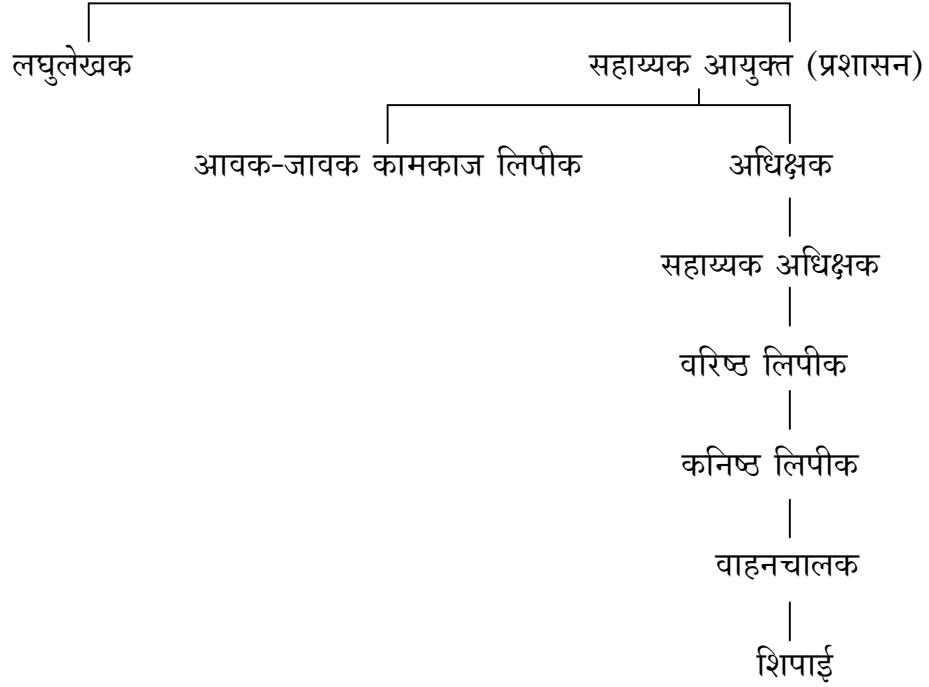 लघुलेखक सहाय्यक आयुक्त (प्रशासन)
आवक-जावक कामकाज लिपीक अधिक्षक
सहाय्यक अधिक्षक
वरिष्ठ लिपीक
कनिष्ठ लिपीक
वाहनचालक
शिपाई